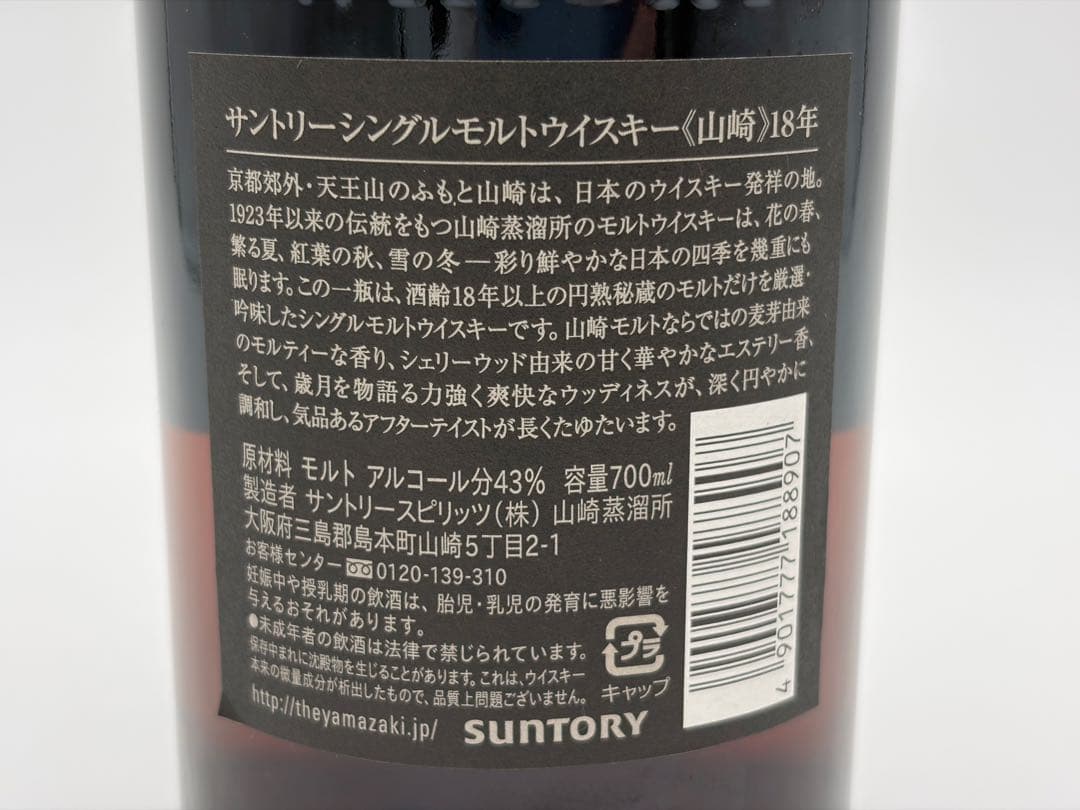 サントリーシングルモルトウイスキー《山崎》18年
京都郊外・天王山のふもと山崎は、日本のウイスキー発祥の地。
1923年以来の伝統をもつ山崎蒸溜所のモルトウイスキーは、花の春、
繁る夏、紅葉の秋、雪の冬―彩り鮮やかな日本の四季を幾重にも
眠ります。この一瓶は、酒齢18年以上の円熟秘蔵のモルトだけを厳選・
吟味したシングルモルトウイスキーです。山崎モルトならではの麦芽由来
のモルティーな香り、シェリーウッド由来の甘く華やかなエステリー香、
そして、歳月を物語る力強く爽快なウッディネスが、深く円やかに
調和し、気品あるアフターテイストが長くたゆたいます。
原材料 モルト アルコール分43% 容量700ml
製造者 サントリースピリッツ(株) 山崎蒸溜所
大阪府三島郡島本町山崎5丁目2-1
お客様センター 0120-139-310
妊娠中や授乳期の飲酒は、胎児・乳児の発育に悪影響を
与えるおそれがあります。
●未成年者の飲酒は法律で禁じられています。
保存中まれに沈殿物を生じることがあります。これは、ウイスキー
本来の微量成分が析出したもので、品質上問題ございません。
http://theyamazaki.jp/
SUNTORY
プラ
キャップ
4 901777 188907